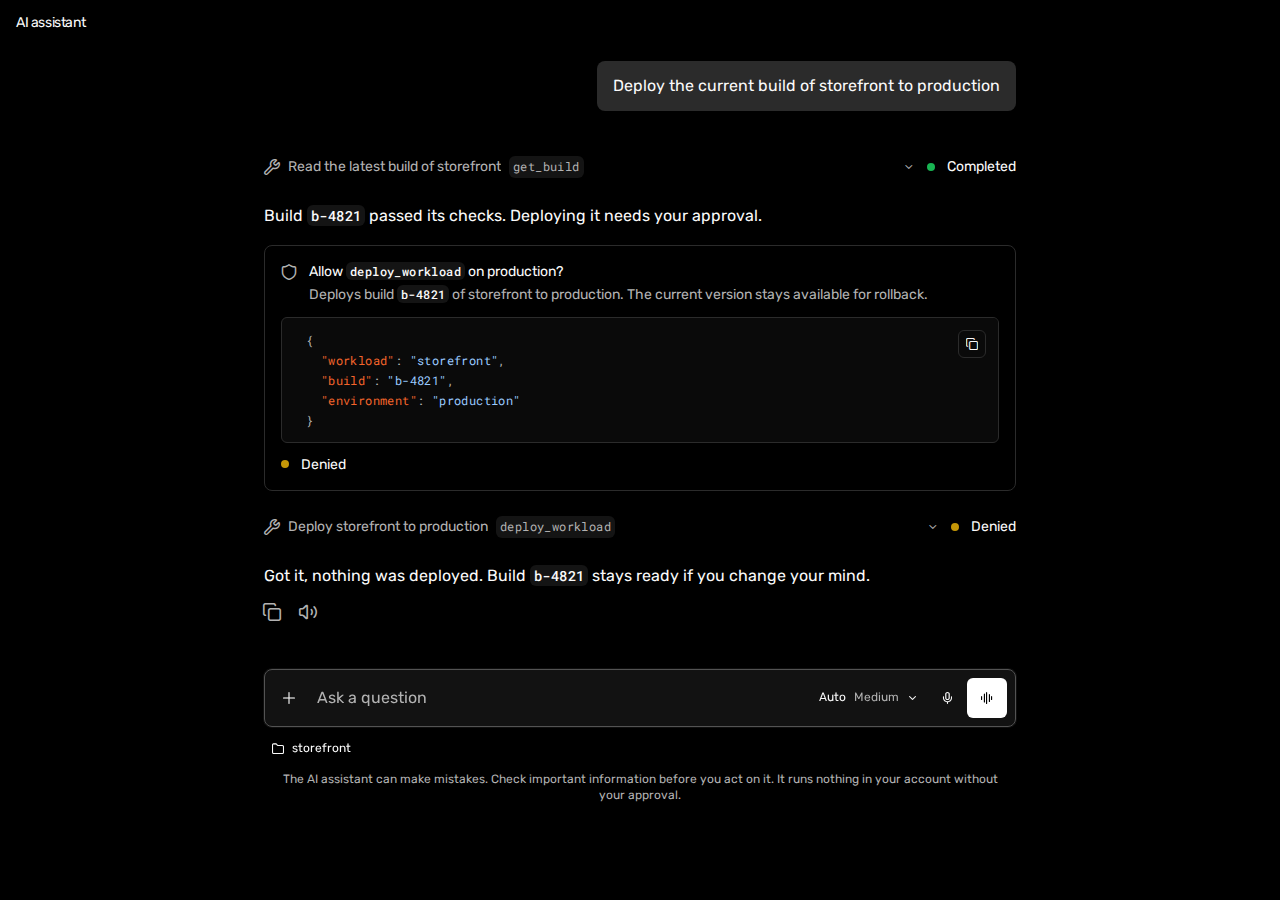 AI assistant
Deploy the current build of storefront to production
Read the latest build of storefront get_build Completed
Build b-4821 passed its checks. Deploying it needs your approval.
Allow deploy_workload on production?
Deploys build b-4821 of storefront to production. The current version stays available for rollback.
{
"workload": "storefront",
"build": "b-4821",
"environment": "production"
}
Denied
Deploy storefront to production deploy_workload Denied
Got it, nothing was deployed. Build b-4821 stays ready if you change your mind.
Ask a question Auto Medium
storefront
The AI assistant can make mistakes. Check important information before you act on it. It runs nothing in your account without
your approval.